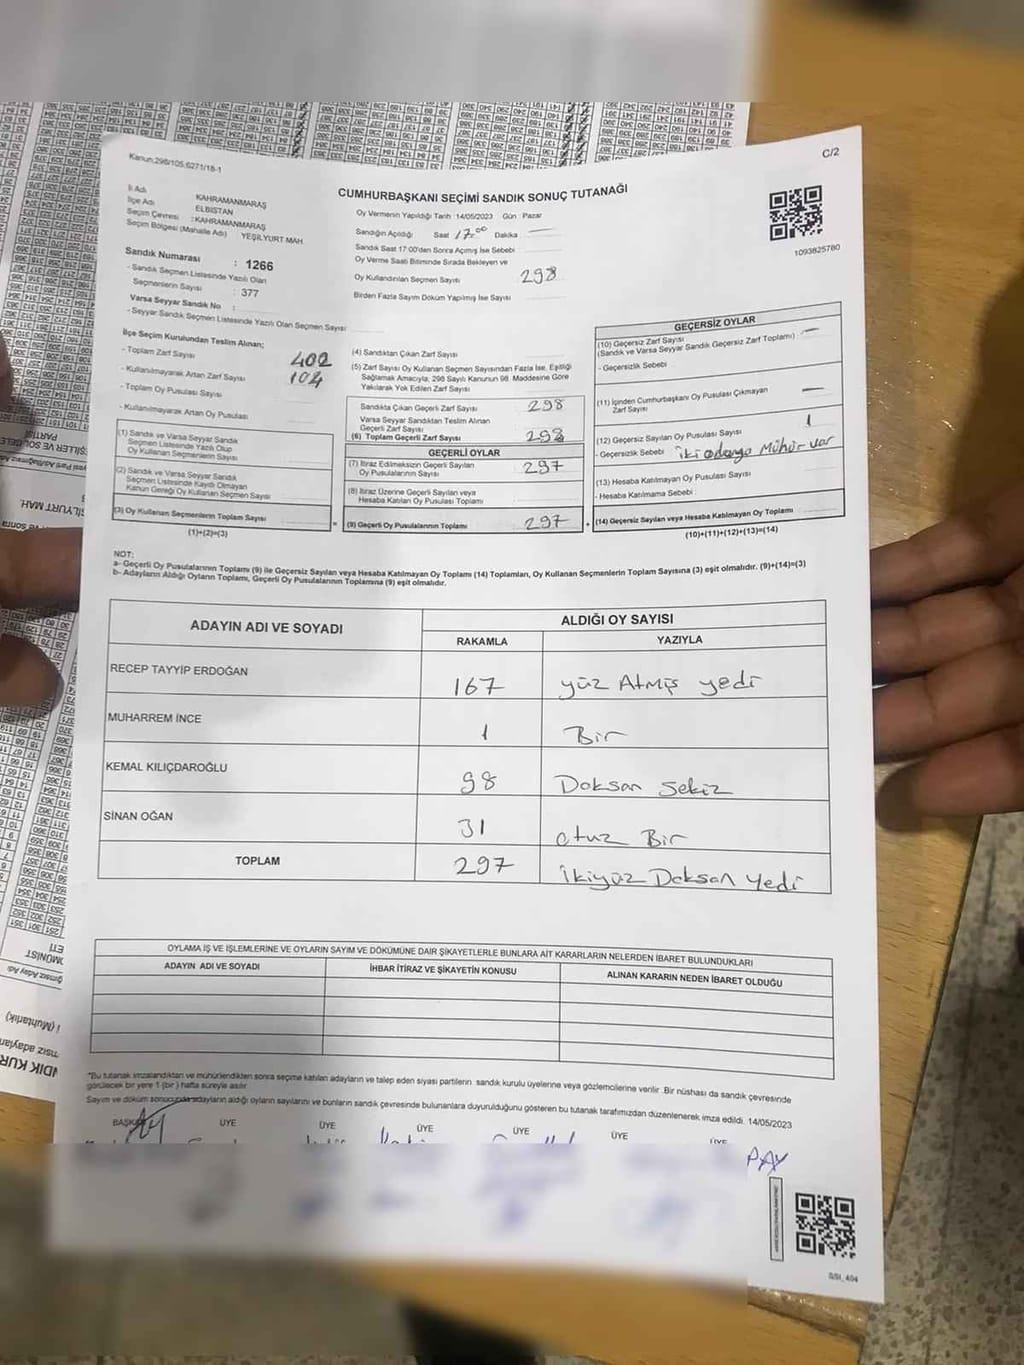 Kanun:298/105,6271/18-1
C/2
CUMHURBAŞKANI SEÇİMİ SANDIK SONUÇ TUTANAĞI
İl Adı KAHRAMANMARAŞ
İlçe Adı ELBİSTAN
Seçim Çevresi :KAHRAMANMARAŞ
Seçim Bölgesi (Mahalle Adı) YEŞİLYURT MAH
Sandık Numarası : 1266
- Sandık Seçmen Listesinde Yazılı Olan
Seçmenlerin Sayısı : 377
Varsa Seyyar Sandık No :
- Seyyar Sandık Seçmen Listesinde Yazılı Olan Seçmen Sayısı
Oy Vermenin Yapıldığı Tarih :14/05/2023 Gün : Pazar
Sandığın Açıldığı Saat 17.00 Dakika —
Sandık Saat 17:00'dan Sonra Açımış İse Sebebi
Oy Verme Saati Bitiminde Sırada Bekleyen ve
Oy Kullandırılan Seçmen Sayısı 298
Birden Fazla Sayım Döküm Yapılmış İse Sayısı
1093825780
İlçe Seçim Kurulundan Teslim Alınan;
- Toplam Zarf Sayısı 402
- Kullanılmayarak Artan Zarf Sayısı 104
- Toplam Oy Pusulası Sayısı
- Kullanılmayarak Artan Oy Pusulası
(1) Sandık ve Varsa Seyyar Sandık
Seçmen Listesinde Yazılı Olup
Oy Kullanan Seçmenlerin Sayısı
(2) Sandık ve Varsa Seyyar Sandık
Seçmen Listesinde Kayıtlı Olmayan
Kanun Gereği Oy Kullanan Seçmen Sayısı
(3) Oy Kullanan Seçmenlerin Toplam Sayısı
(1)+(2)=(3)
(4) Sandıktan Çıkan Zarf Sayısı
(5) Zarf Sayısı Oy Kullanan Seçmen Sayısından Fazla İse, Eşitliği
Sağlamak Amacıyla, 298 Sayılı Kanunun 98. Maddesine Göre
Yakılarak Yok Edilen Zarf Sayısı
Sandıkta Çıkan Geçerli Zarf Sayısı 298
Varsa Seyyar Sandıktan Teslim Alınan
Geçerli Zarf Sayısı
(6) Toplam Geçerli Zarf Sayısı 298
GEÇERLİ OYLAR
(7) İtiraz Edilmeksizin Geçerli Sayılan
Oy Pusulalarının Sayısı 297
(8) İtiraz Üzerine Geçerli Sayılan veya
Hesaba Katılan Oy Pusulası Toplamı
(9) Geçerli Oy Pusulalarının Toplamı 297
GEÇERSİZ OYLAR
(10) Geçersiz Zarf Sayısı —
(Sandık ve Varsa Seyyar Sandık Geçersiz Zarf Toplamı)
- Geçersizlik Sebebi
(11) İçinden Cumhurbaşkanı Oy Pusulası Çıkmayan
Zarf Sayısı —
(12) Geçersiz Sayılan Oy Pusulası Sayısı 1
- Geçersizlik Sebebi iki adaya Mühür var
(13) Hesaba Katılmayan Oy Pusulası Sayısı
- Hesaba Katılmama Sebebi
(14) Geçersiz Sayılan veya Hesaba Katılmayan Oy Toplamı
(10)+(11)+(12)+(13)=(14)
NOT:
a- Geçerli Oy Pusulalarının Toplamı (9) ile Geçersiz Sayılan veya Hesaba Katılmayan Oy Toplamı (14) Toplamları, Oy Kullanan Seçmenlerin Toplam Sayısına (3) eşit olmalıdır. (9)+(14)=(3)
b- Adayların Aldığı Oyların Toplamı, Geçerli Oy Pusulalarının Toplamına (9) eşit olmalıdır.
ADAYIN ADI VE SOYADI
ALDIĞI OY SAYISI
RAKAMLA YAZIYLA
RECEP TAYYİP ERDOĞAN 167 yüz Atmiş yedi
MUHARREM İNCE 1 Bir
KEMAL KILIÇDAROĞLU 98 Doksan sekiz
SİNAN OĞAN 31 otuz Bir
TOPLAM 297 ikiyüz Doksan yedi
OYLAMA İŞ VE İŞLEMLERİNE VE OYLARIN SAYIM VE DÖKÜMÜNE DAİR ŞİKAYETLERLE BUNLARA AİT KARARLARIN NELERDEN İBARET BULUNDUKLARI
ADAYIN ADI VE SOYADI İHBAR İTİRAZ VE ŞİKAYETİN KONUSU ALINAN KARARIN NEDEN İBARET OLDUĞU
*Bu tutanak imzalandıktan ve mühürlendikten sonra seçime katılan adayların ve talep eden siyasi partilerin sandık kurulu üyelerine veya gözlemcilerine verilir. Bir nüshası da sandık çevresinde
görülecek bir yere 1 (bir) hafta süreyle asılır.
Sayım ve döküm sonucunda adayların aldığı oyların sayılarını ve bunların sandık çevresinde bulunanlara duyurulduğunu gösteren bu tutanak tarafımızdan düzenlenerek imza edildi. 14/05/2023
BAŞKAN ÜYE ÜYE ÜYE ÜYE ÜYE ÜYE